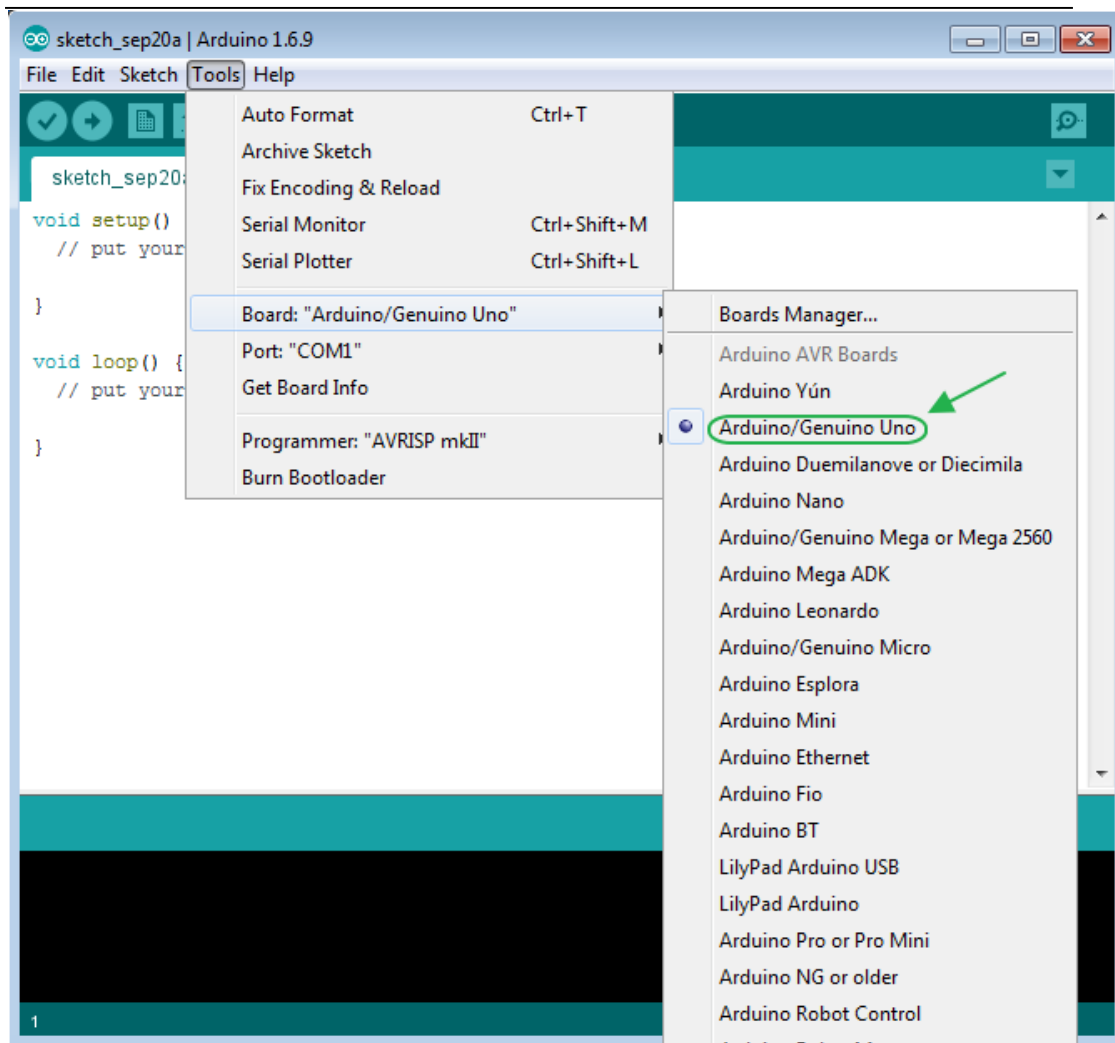 sketch_sep20a | Arduino 1.6.9
File Edit Sketch Tools Help
Auto Format Ctrl+T
Archive Sketch
sketch_sep20a
Fix Encoding & Reload
void setup()
Serial Monitor Ctrl+Shift+M
// put your
Serial Plotter Ctrl+Shift+L
}
Board: "Arduino/Genuino Uno"
Boards Manager...
void loop() {
Port: "COM1"
Arduino AVR Boards
// put your
Get Board Info
Arduino Yún
Arduino/Genuino Uno
}
Programmer: "AVRISP mkII"
Arduino Duemilanove or Diecimila
Burn Bootloader
Arduino Nano
Arduino/Genuino Mega or Mega 2560
Arduino Mega ADK
Arduino Leonardo
Arduino/Genuino Micro
Arduino Esplora
Arduino Mini
Arduino Ethernet
Arduino Fio
Arduino BT
LilyPad Arduino USB
LilyPad Arduino
Arduino Pro or Pro Mini
Arduino NG or older
Arduino Robot Control
1